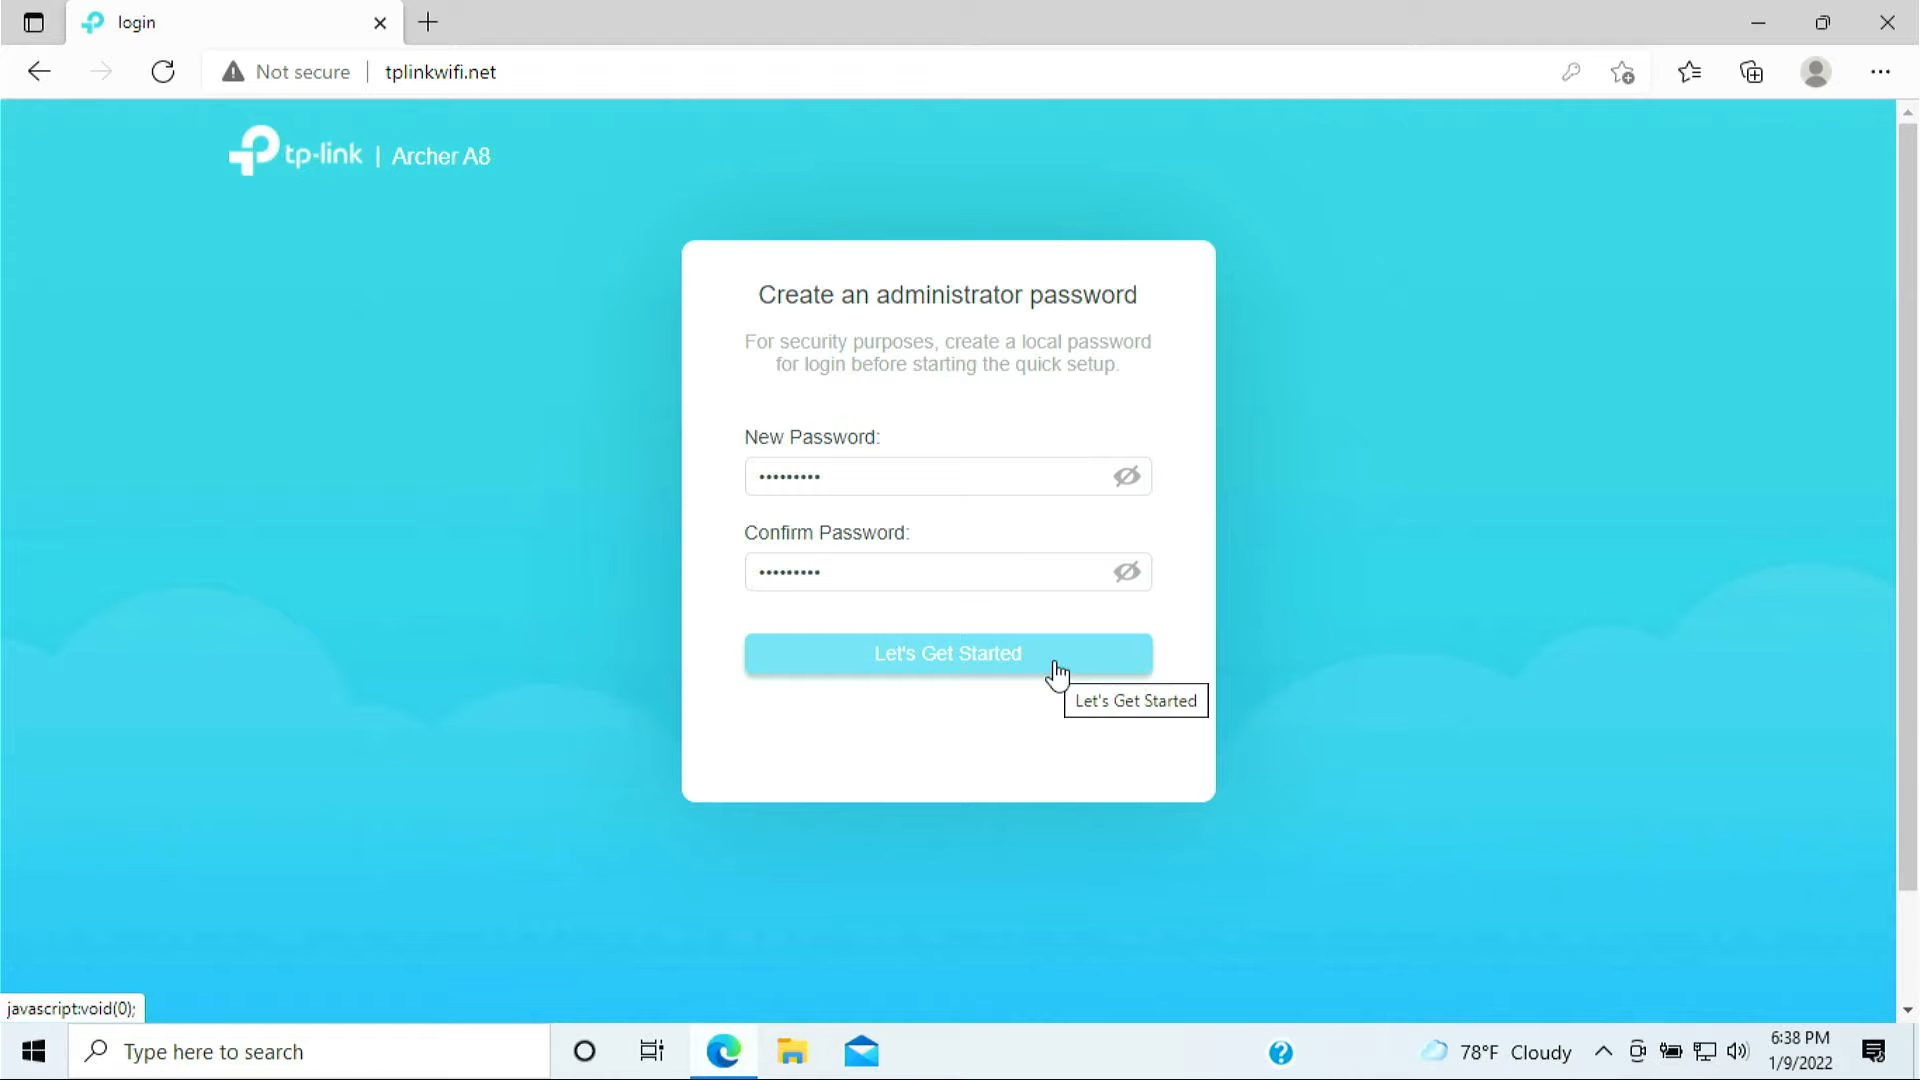 login
Not secure
tplinkwifi.net
tp-link | Archer A8
Create an administrator password
For security purposes, create a local password
for login before starting the quick setup.
New Password:
•••••••••
Confirm Password:
•••••••••
Let's Get Started
Let's Get Started
javascript:void(0);
Type here to search
78°F Cloudy
6:38 PM
1/9/2022